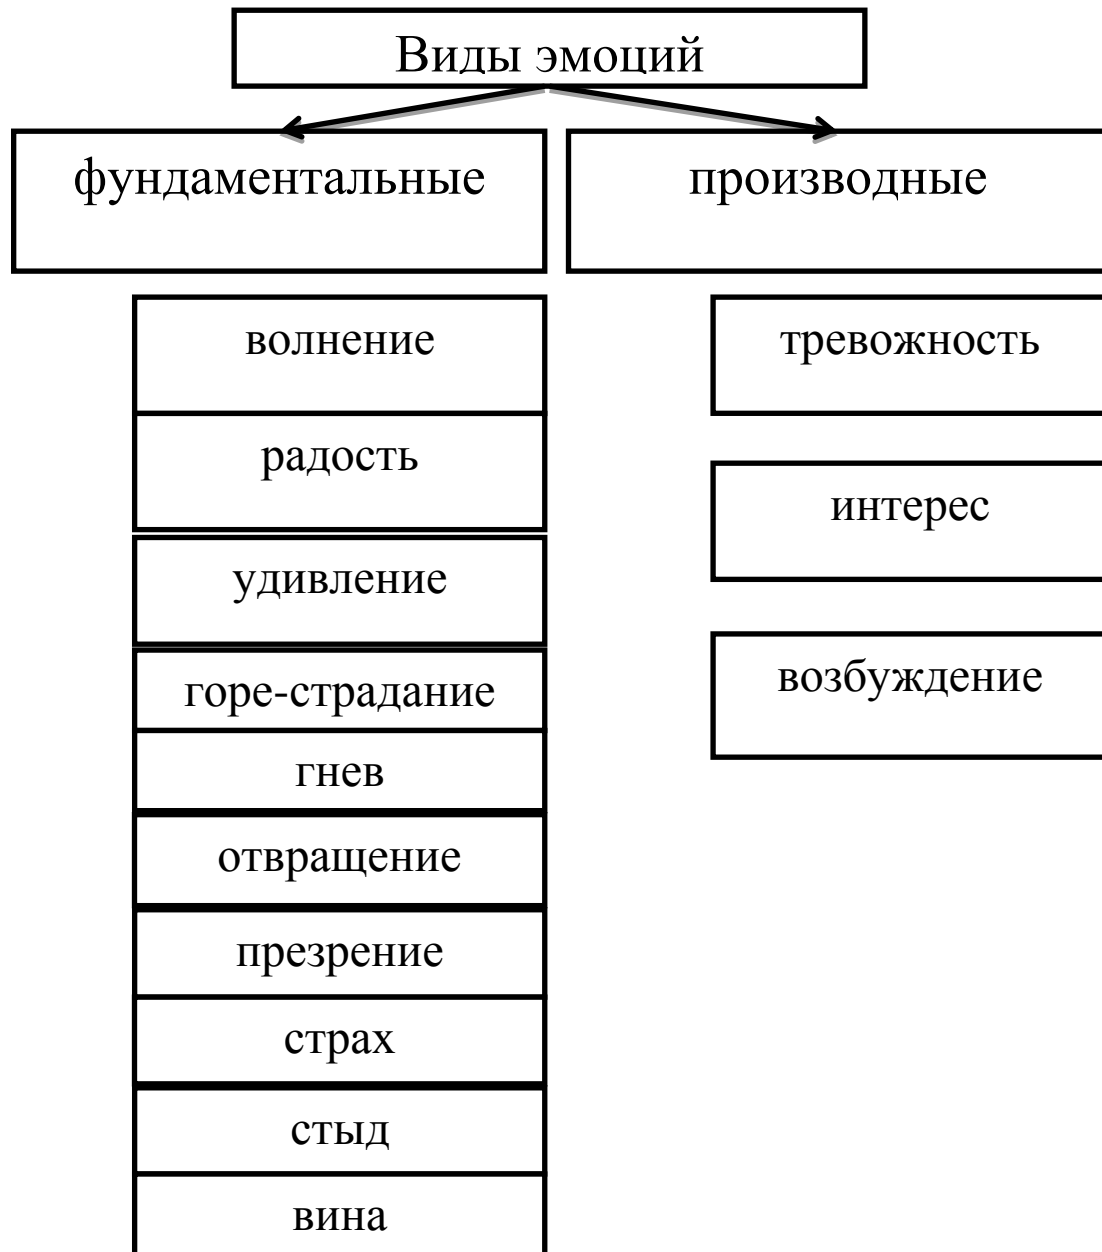 Виды эмоций
фундаментальные
производные
волнение
радость
удивление
горе-страдание
гнев
отвращение
презрение
страх
стыд
вина
тревожность
интерес
возбуждение